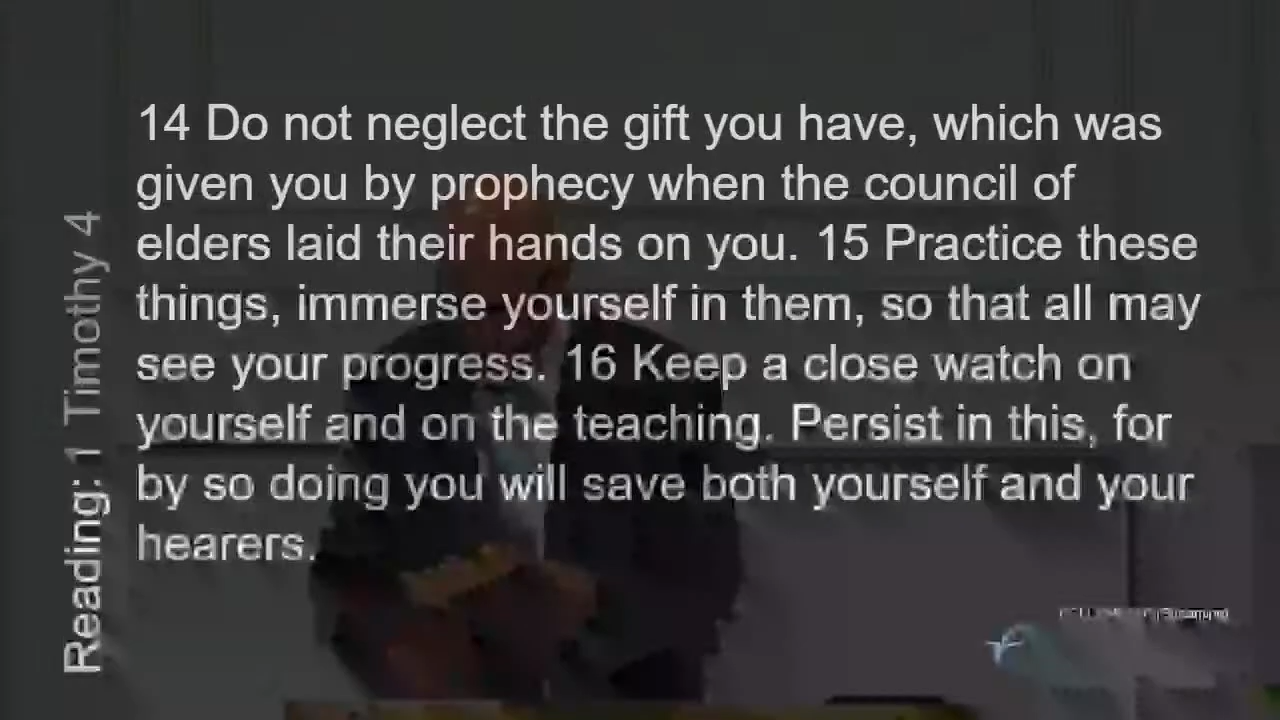 Reading: 1 Timothy 4
14 Do not neglect the gift you have, which was
given you by prophecy when the council of
elders laid their hands on you. 15 Practice these
things, immerse yourself in them, so that all may
see your progress. 16 Keep a close watch on
yourself and on the teaching. Persist in this, for
by so doing you will save both yourself and your
hearers.